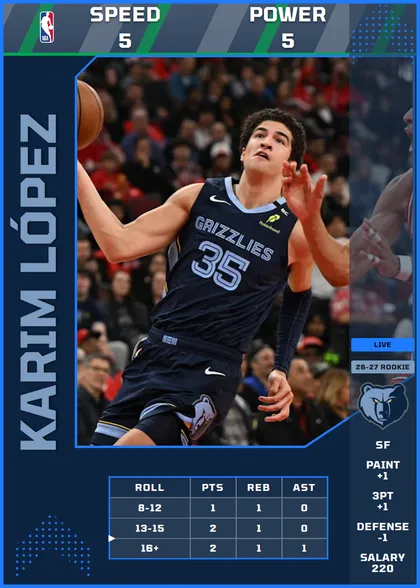 SPEED
5
POWER
5
KARIM LÓPEZ
GRIZZLIES
35
LIVE
26-27 ROOKIE
SF
PAINT
+1
3PT
+1
DEFENSE
-1
SALARY
220
ROLL PTS REB AST
8-12 1 1 0
13-15 2 1 0
16+ 2 1 1